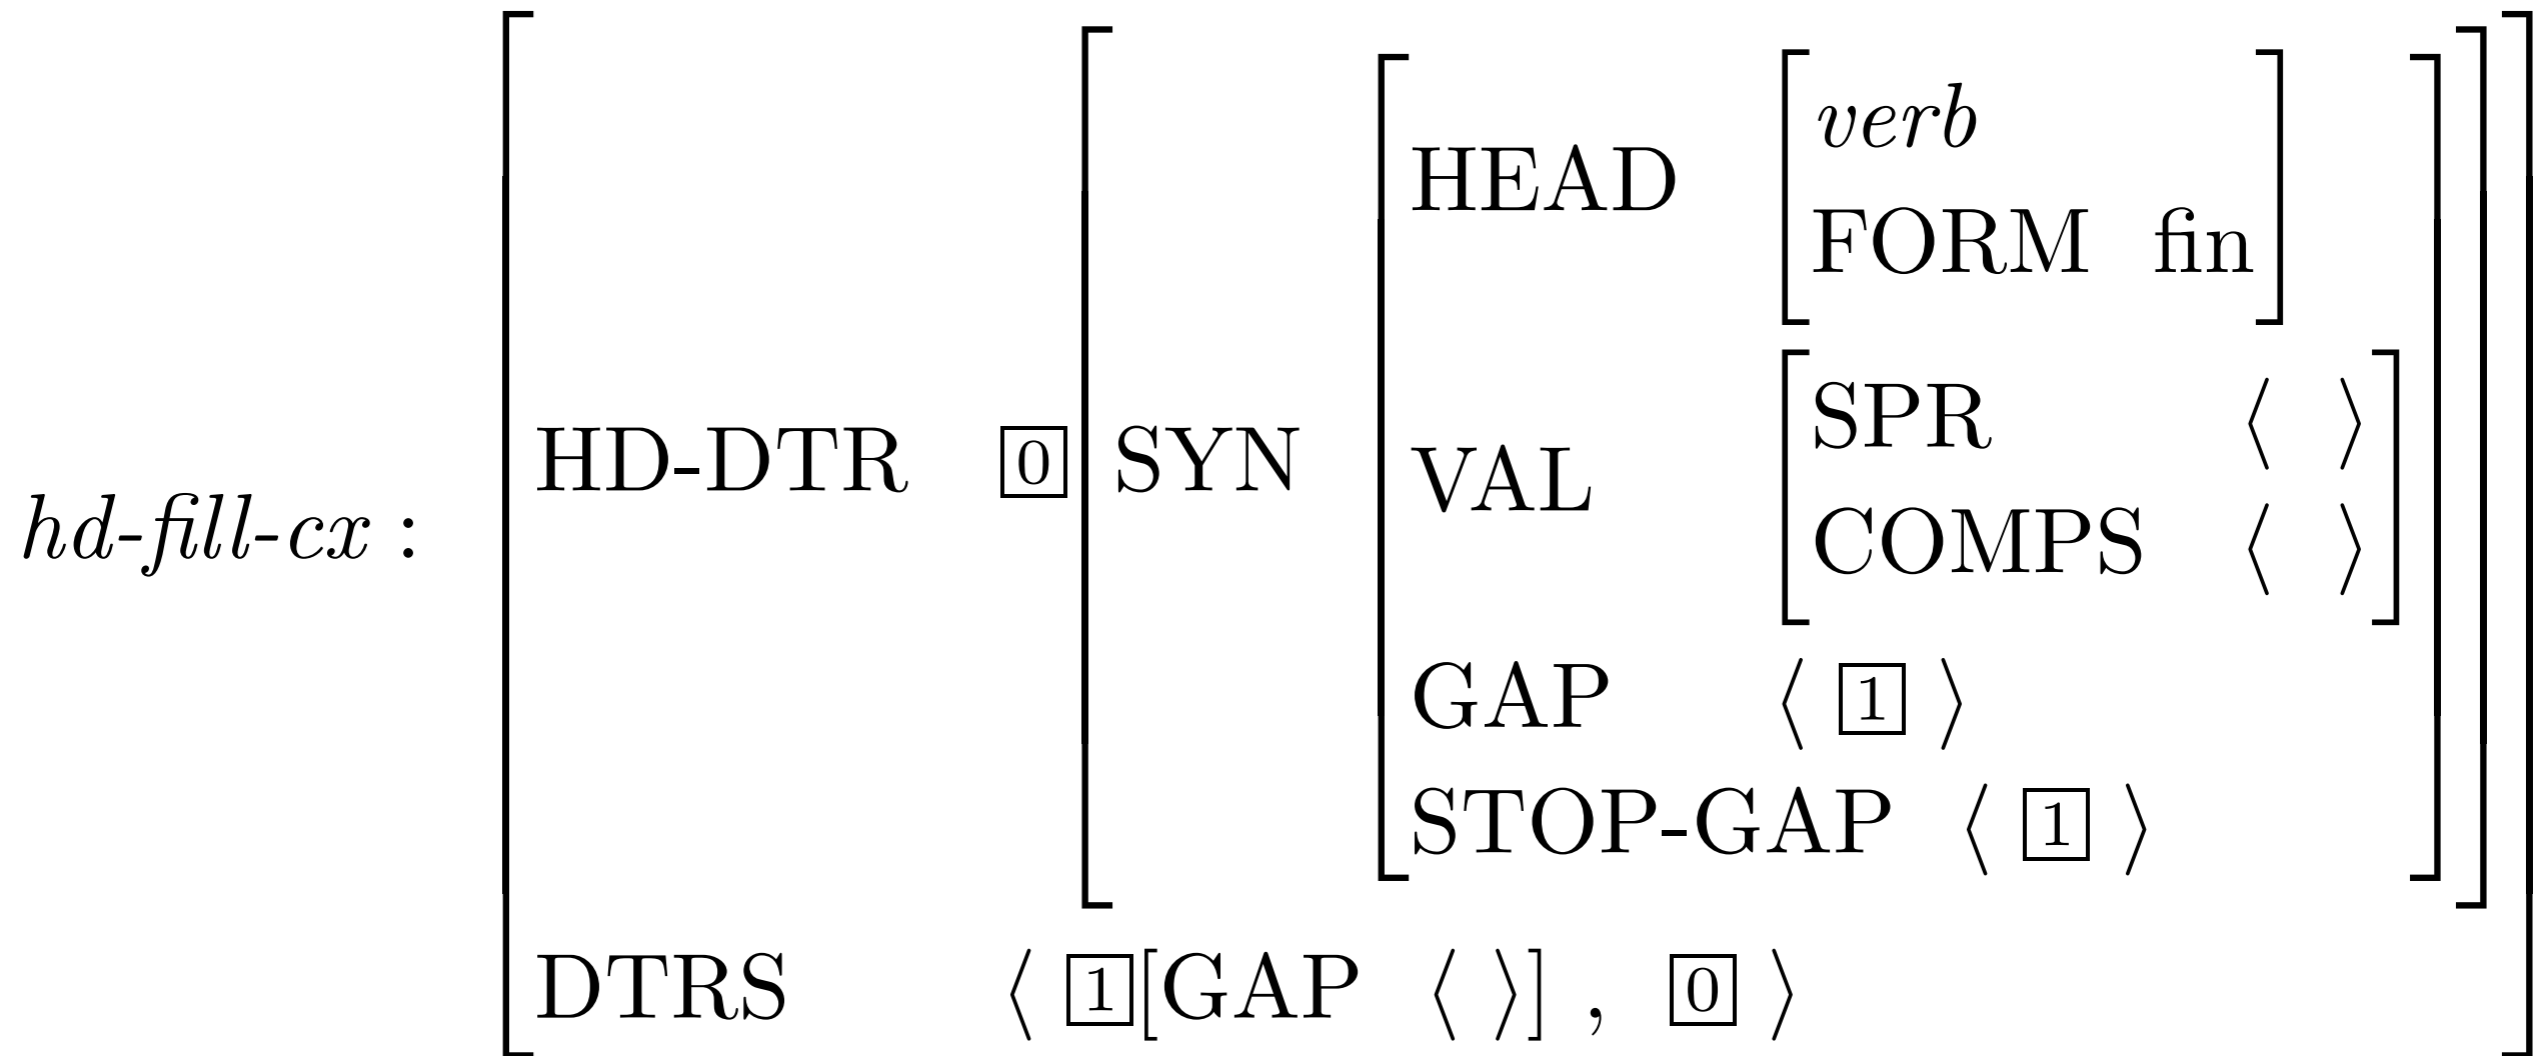 verb
HEAD
FORM fin
SPR ⟨ ⟩
HD-DTR 0 SYN
VAL
hd-fill-cx :
COMPS ⟨ ⟩
GAP ⟨ 1 ⟩
STOP-GAP ⟨ 1 ⟩
DTRS ⟨ 1 [GAP ⟨ ⟩] , 0 ⟩